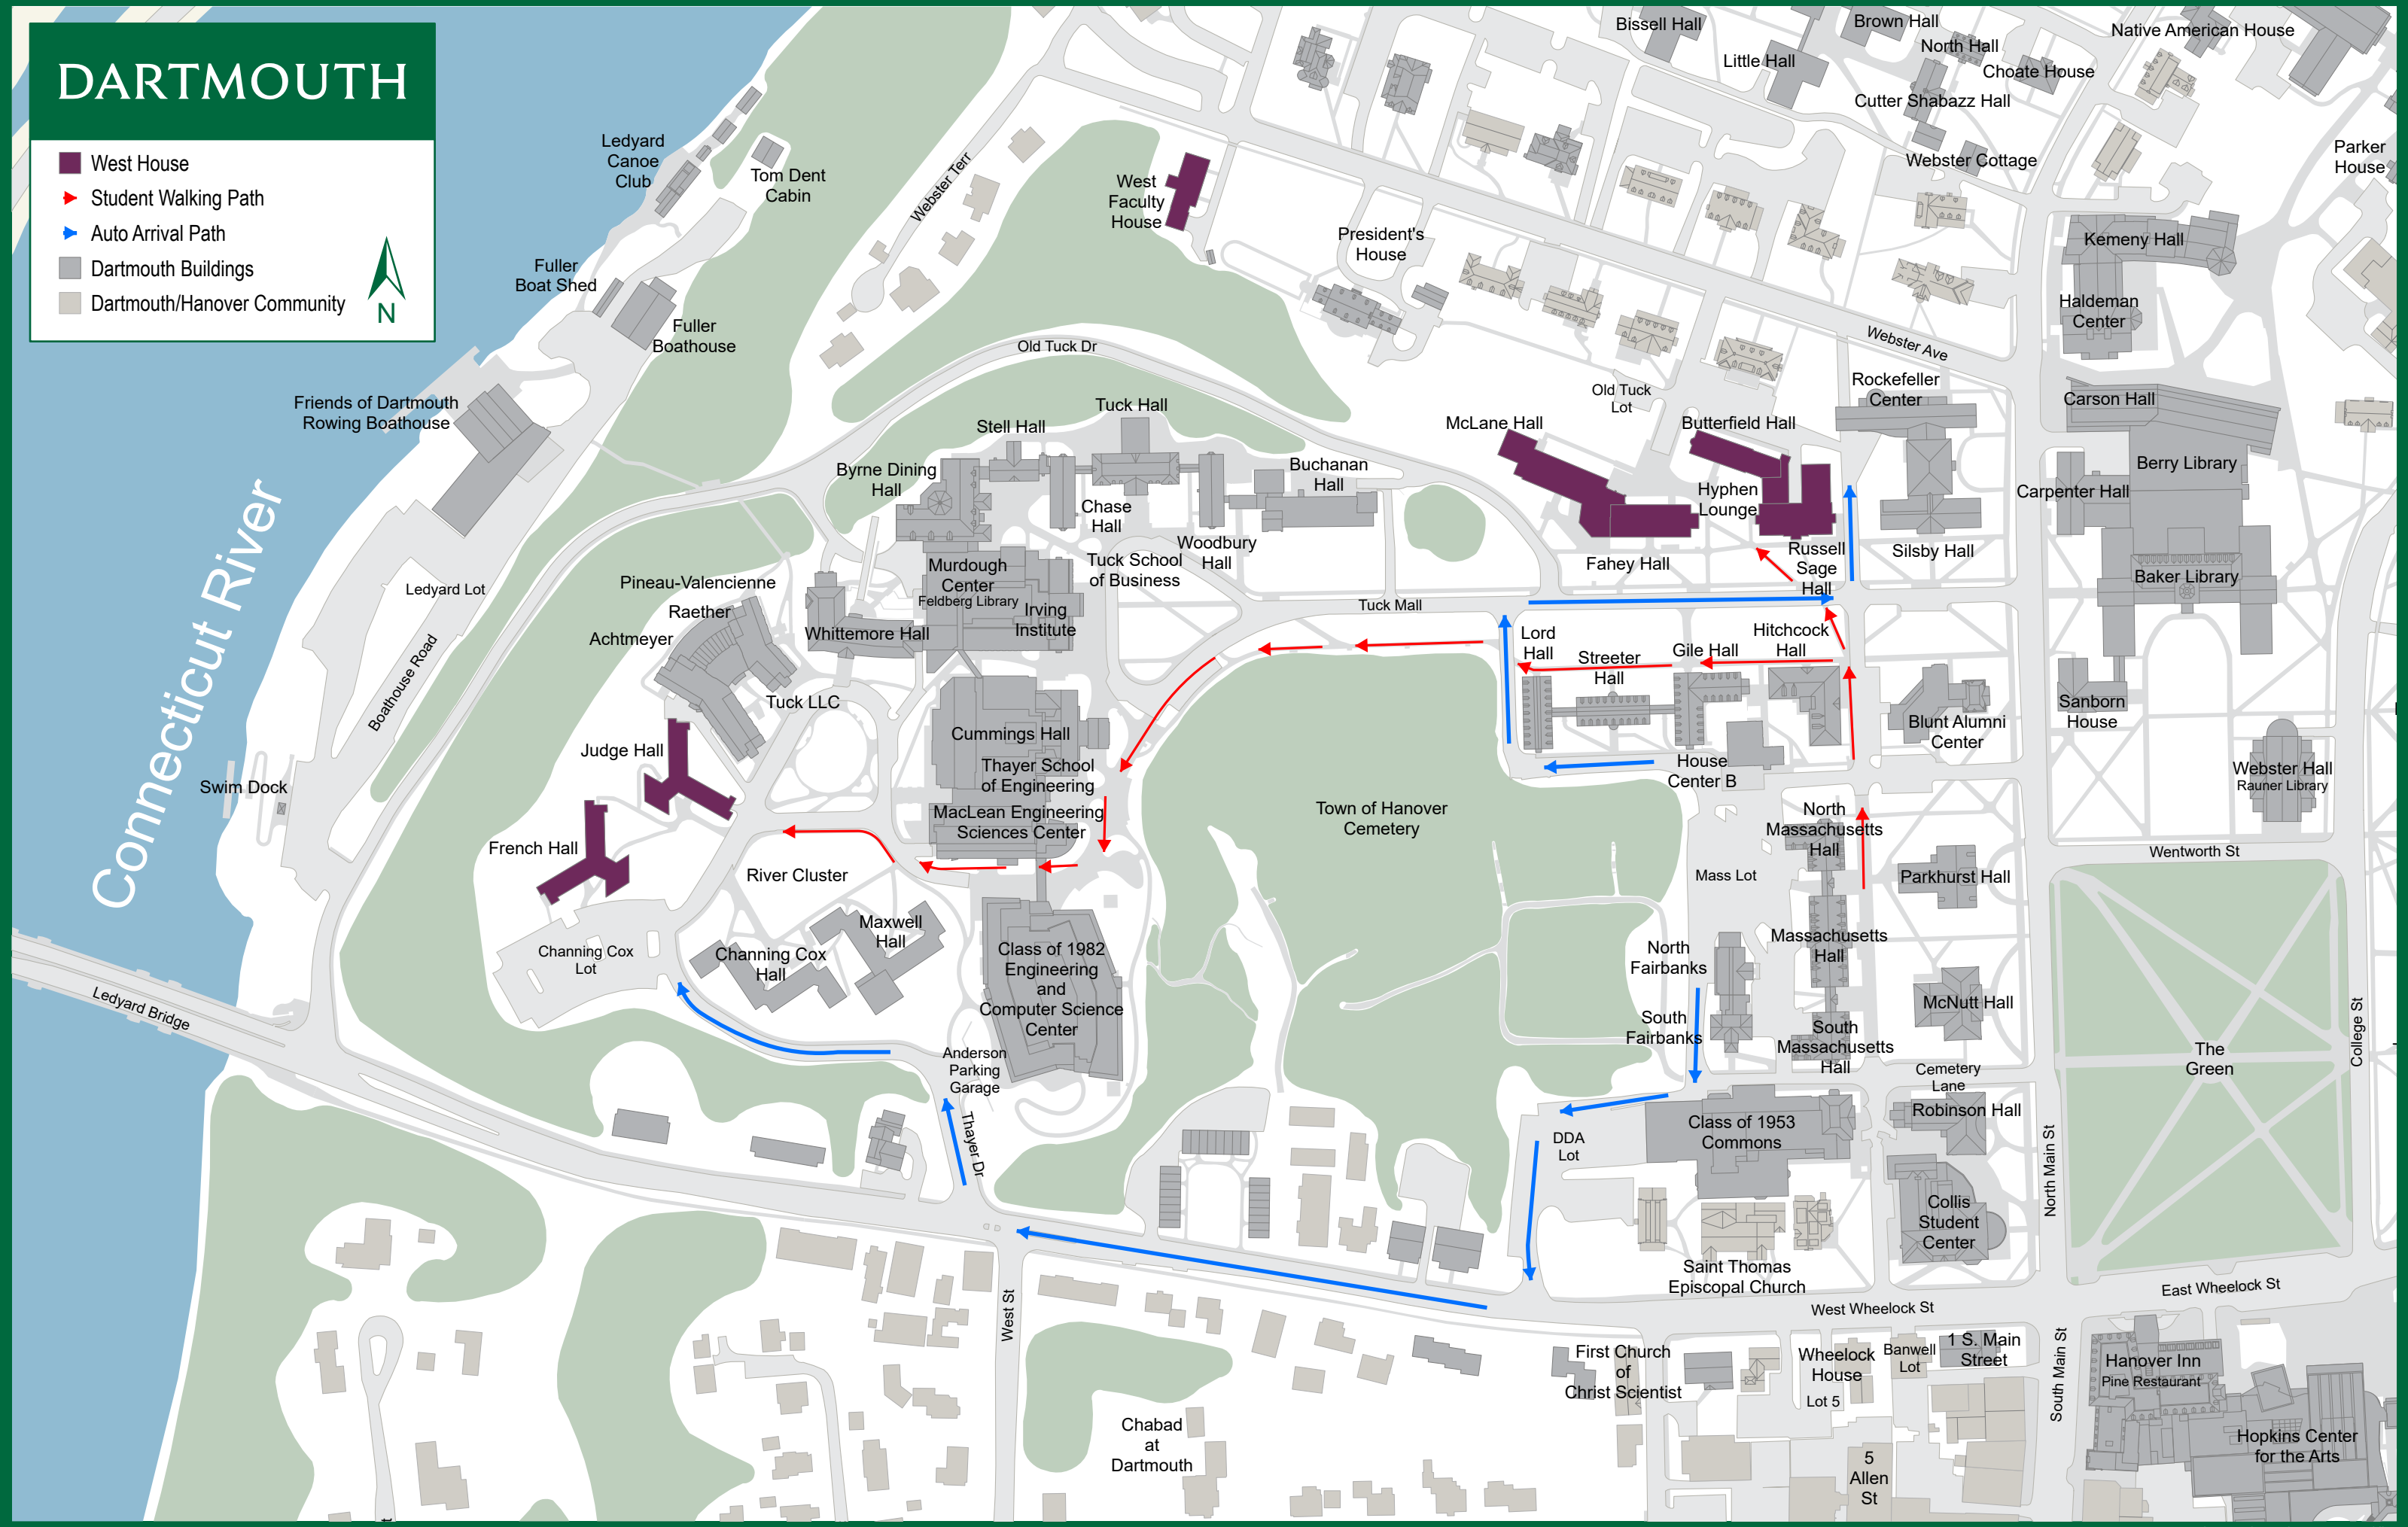 DARTMOUTH
West House
Student Walking Path
Auto Arrival Path
Dartmouth Buildings
Dartmouth/Hanover Community
N
Ledyard
Canoe
Club
Tom Dent
Cabin
Fuller
Boat Shed
Fuller
Boathouse
Friends of Dartmouth
Rowing Boathouse
Connecticut River
Ledyard Lot
Boathouse Road
Swim Dock
Ledyard Bridge
Webster Terr
West
Faculty
House
President's
House
Bissell Hall
Little Hall
Brown Hall
North Hall
Choate House
Cutter Shabazz Hall
Webster Cottage
Native American House
Parker
House
Kemeny Hall
Haldeman
Center
Webster Ave
Rockefeller
Center
Carson Hall
Berry Library
Carpenter Hall
Baker Library
Silsby Hall
Sanborn
House
Webster Hall
Rauner Library
Old Tuck Dr
Old Tuck
Lot
McLane Hall
Butterfield Hall
Hyphen
Lounge
Fahey Hall
Russell
Sage
Hall
Tuck Hall
Stell Hall
Byrne Dining
Hall
Chase
Hall
Buchanan
Hall
Woodbury
Hall
Tuck School
of Business
Murdough
Center
Feldberg Library
Irving
Institute
Whittemore Hall
Pineau-Valencienne
Raether
Achtmeyer
Tuck LLC
Tuck Mall
Lord
Hall
Streeter
Hall
Gile Hall
Hitchcock
Hall
Blunt Alumni
Center
House
Center B
Judge Hall
French Hall
Cummings Hall
Thayer School
of Engineering
MacLean Engineering
Sciences Center
River Cluster
Town of Hanover
Cemetery
North
Massachusetts
Hall
Mass Lot
Parkhurst Hall
Wentworth St
Channing Cox
Lot
Channing Cox
Hall
Maxwell
Hall
Class of 1982
Engineering
and
Computer Science
Center
Anderson
Parking
Garage
Thayer Dr
North
Fairbanks
Massachusetts
Hall
South
Fairbanks
South
Massachusetts
Hall
McNutt Hall
The
Green
College St
Cemetery
Lane
Robinson Hall
Class of 1953
Commons
DDA
Lot
Collis
Student
Center
North Main St
Saint Thomas
Episcopal Church
West Wheelock St
East Wheelock St
West St
First Church
of
Christ Scientist
Wheelock
House
Lot 5
Banwell
Lot
1 S. Main
Street
South Main St
Hanover Inn
Pine Restaurant
Hopkins Center
for the Arts
Chabad
at
Dartmouth
5
Allen
St